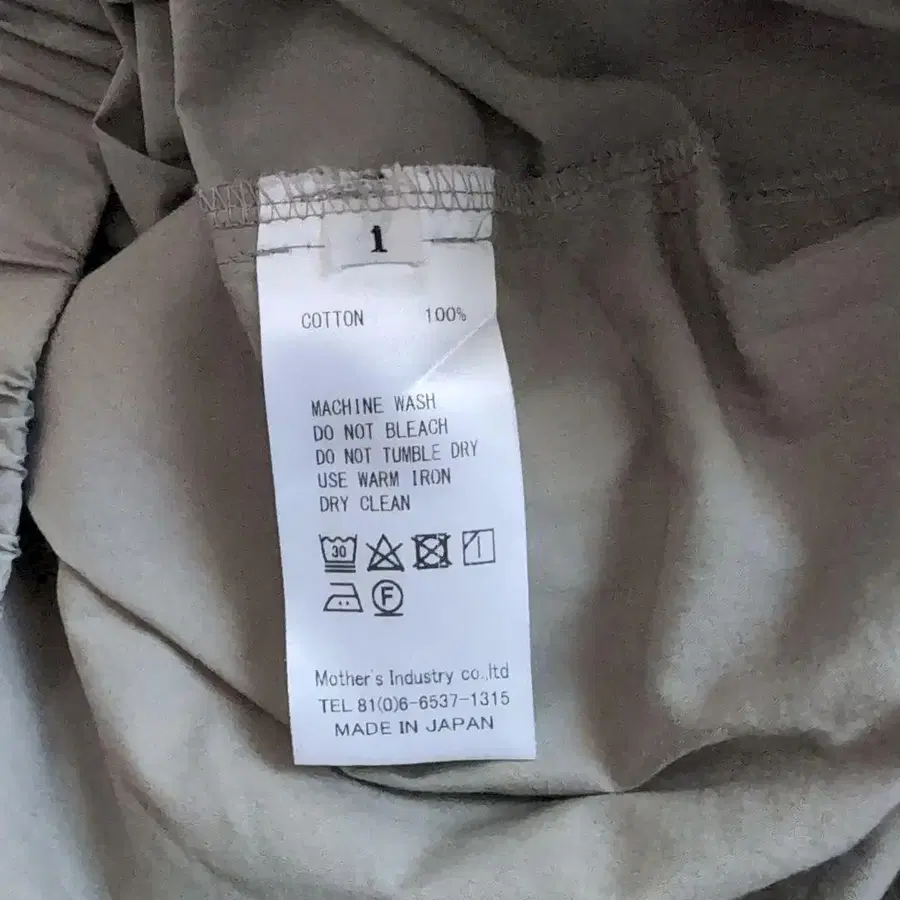 1
COTTON 100%
MACHINE WASH
DO NOT BLEACH
DO NOT TUMBLE DRY
USE WARM IRON
DRY CLEAN
30
F
Mother's Industry co.,ltd
TEL 81(0)6-6537-1315
MADE IN JAPAN